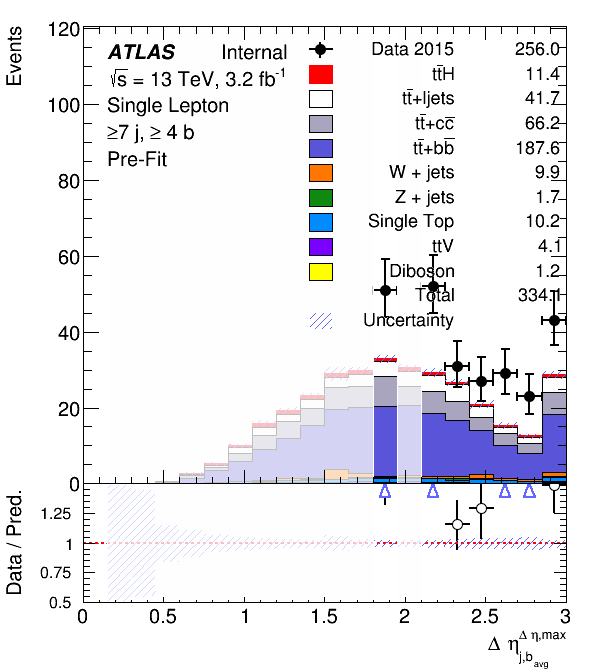 ATLAS Internal
√s = 13 TeV, 3.2 fb⁻¹
Single Lepton
≥7 j, ≥ 4 b
Pre-Fit
Data 2015 256.0
tt̄H 11.4
tt̄+ljets 41.7
tt̄+cc̄ 66.2
tt̄+bb̄ 187.6
W + jets 9.9
Z + jets 1.7
Single Top 10.2
tt̄V 4.1
Diboson 1.2
Total 334.1
Uncertainty
Events
120
100
80
60
40
20
0
Data / Pred.
1.25
1
0.75
0.5
0 0.5 1 1.5 2 2.5 3
Δ η_{j,b_{avg}}^{Δ η,max}